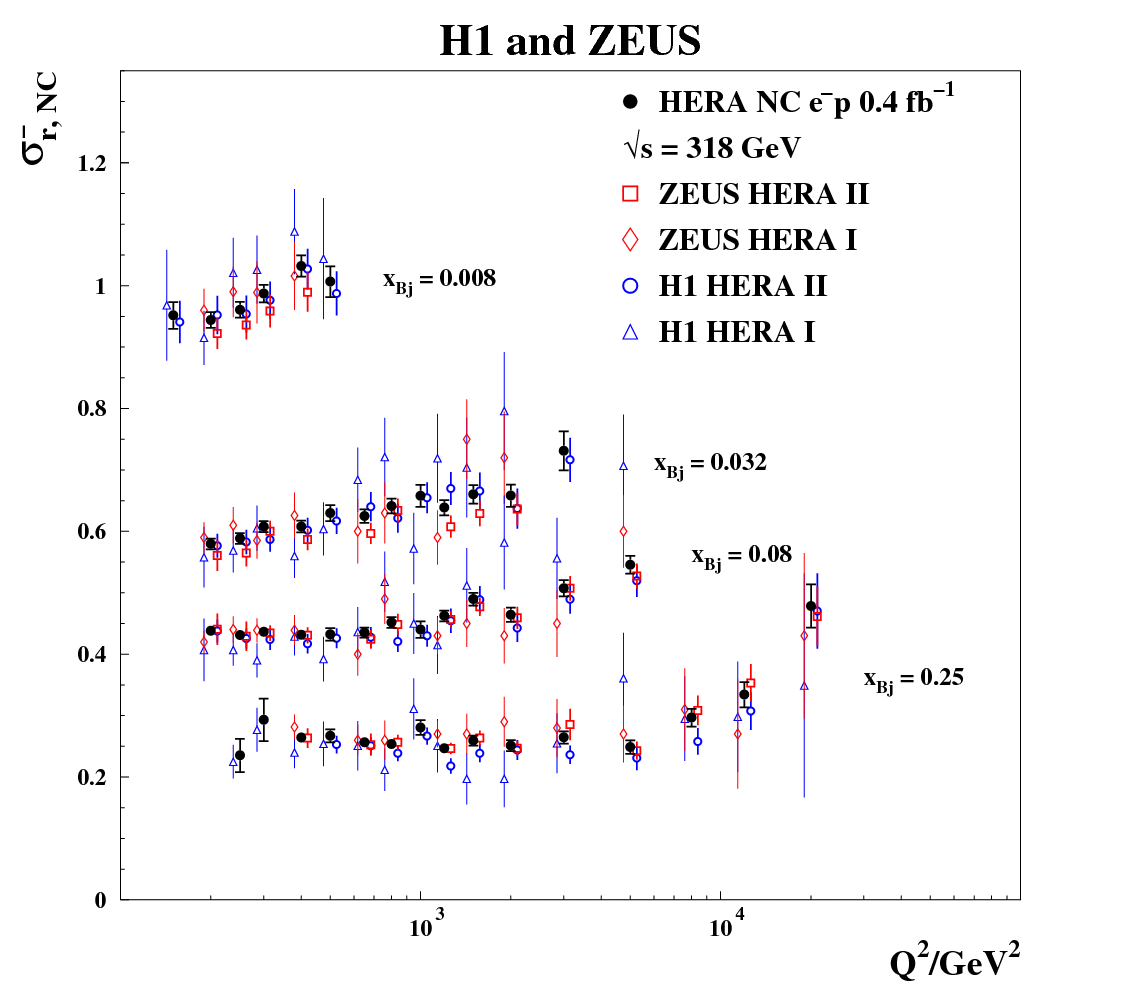 H1 and ZEUS
σ⁻r, NC
HERA NC e⁻p 0.4 fb⁻¹
√s = 318 GeV
ZEUS HERA II
ZEUS HERA I
H1 HERA II
H1 HERA I
1.2
1
0.8
0.6
0.4
0.2
0
xBj = 0.008
xBj = 0.032
xBj = 0.08
xBj = 0.25
10³
10⁴
Q²/GeV²